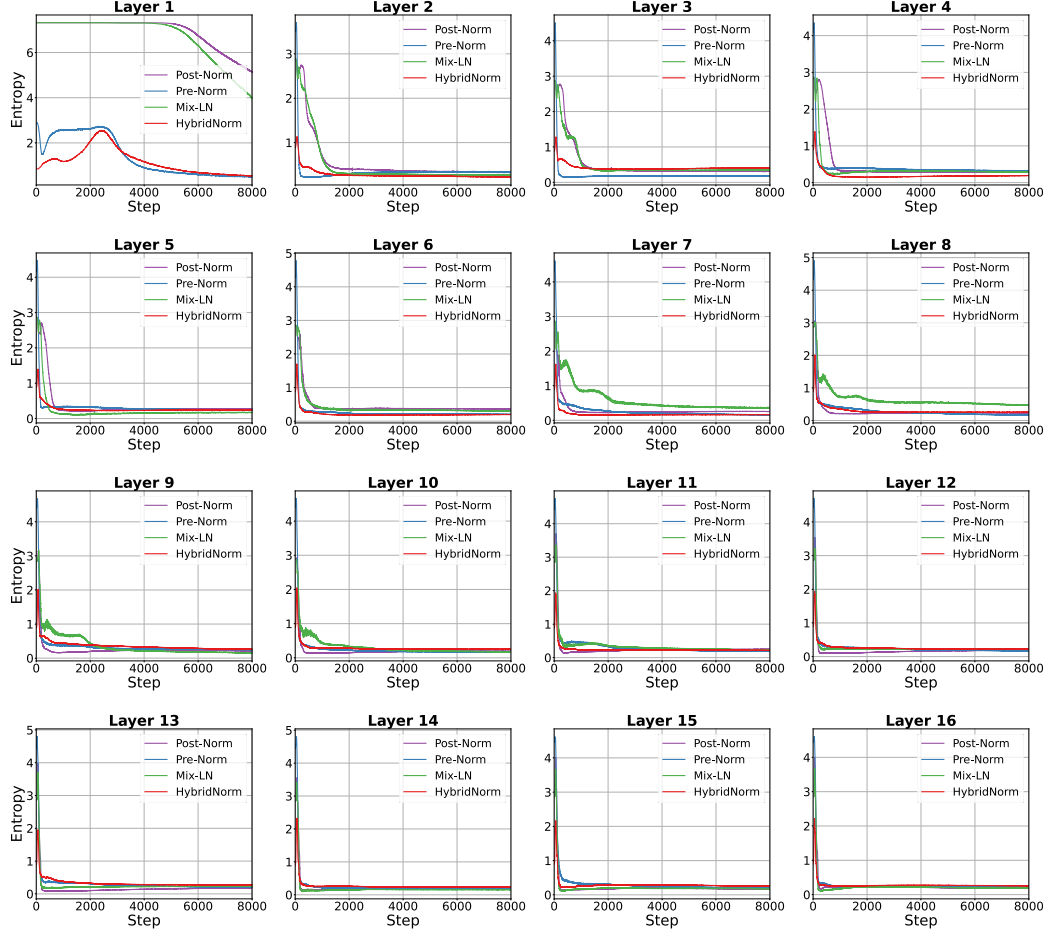 Layer 1
Entropy
6
4
2
Post-Norm
Pre-Norm
Mix-LN
HybridNorm
0 2000 4000 6000 8000
Step
Layer 2
3
2
1
Post-Norm
Pre-Norm
Mix-LN
HybridNorm
0 2000 4000 6000 8000
Step
Layer 3
4
3
2
1
0
Post-Norm
Pre-Norm
Mix-LN
HybridNorm
0 2000 4000 6000 8000
Step
Layer 4
4
3
2
1
0
Post-Norm
Pre-Norm
Mix-LN
HybridNorm
0 2000 4000 6000 8000
Step
Layer 5
Entropy
4
3
2
1
0
Post-Norm
Pre-Norm
Mix-LN
HybridNorm
0 2000 4000 6000 8000
Step
Layer 6
5
4
3
2
1
0
Post-Norm
Pre-Norm
Mix-LN
HybridNorm
0 2000 4000 6000 8000
Step
Layer 7
4
3
2
1
0
Post-Norm
Pre-Norm
Mix-LN
HybridNorm
0 2000 4000 6000 8000
Step
Layer 8
5
4
3
2
1
0
Post-Norm
Pre-Norm
Mix-LN
HybridNorm
0 2000 4000 6000 8000
Step
Layer 9
Entropy
4
3
2
1
0
Post-Norm
Pre-Norm
Mix-LN
HybridNorm
0 2000 4000 6000 8000
Step
Layer 10
4
3
2
1
0
Post-Norm
Pre-Norm
Mix-LN
HybridNorm
0 2000 4000 6000 8000
Step
Layer 11
4
3
2
1
0
Post-Norm
Pre-Norm
Mix-LN
HybridNorm
0 2000 4000 6000 8000
Step
Layer 12
4
3
2
1
0
Post-Norm
Pre-Norm
Mix-LN
HybridNorm
0 2000 4000 6000 8000
Step
Layer 13
Entropy
5
4
3
2
1
0
Post-Norm
Pre-Norm
Mix-LN
HybridNorm
0 2000 4000 6000 8000
Step
Layer 14
4
3
2
1
0
Post-Norm
Pre-Norm
Mix-LN
HybridNorm
0 2000 4000 6000 8000
Step
Layer 15
4
3
2
1
0
Post-Norm
Pre-Norm
Mix-LN
HybridNorm
0 2000 4000 6000 8000
Step
Layer 16
4
3
2
1
0
Post-Norm
Pre-Norm
Mix-LN
HybridNorm
0 2000 4000 6000 8000
Step